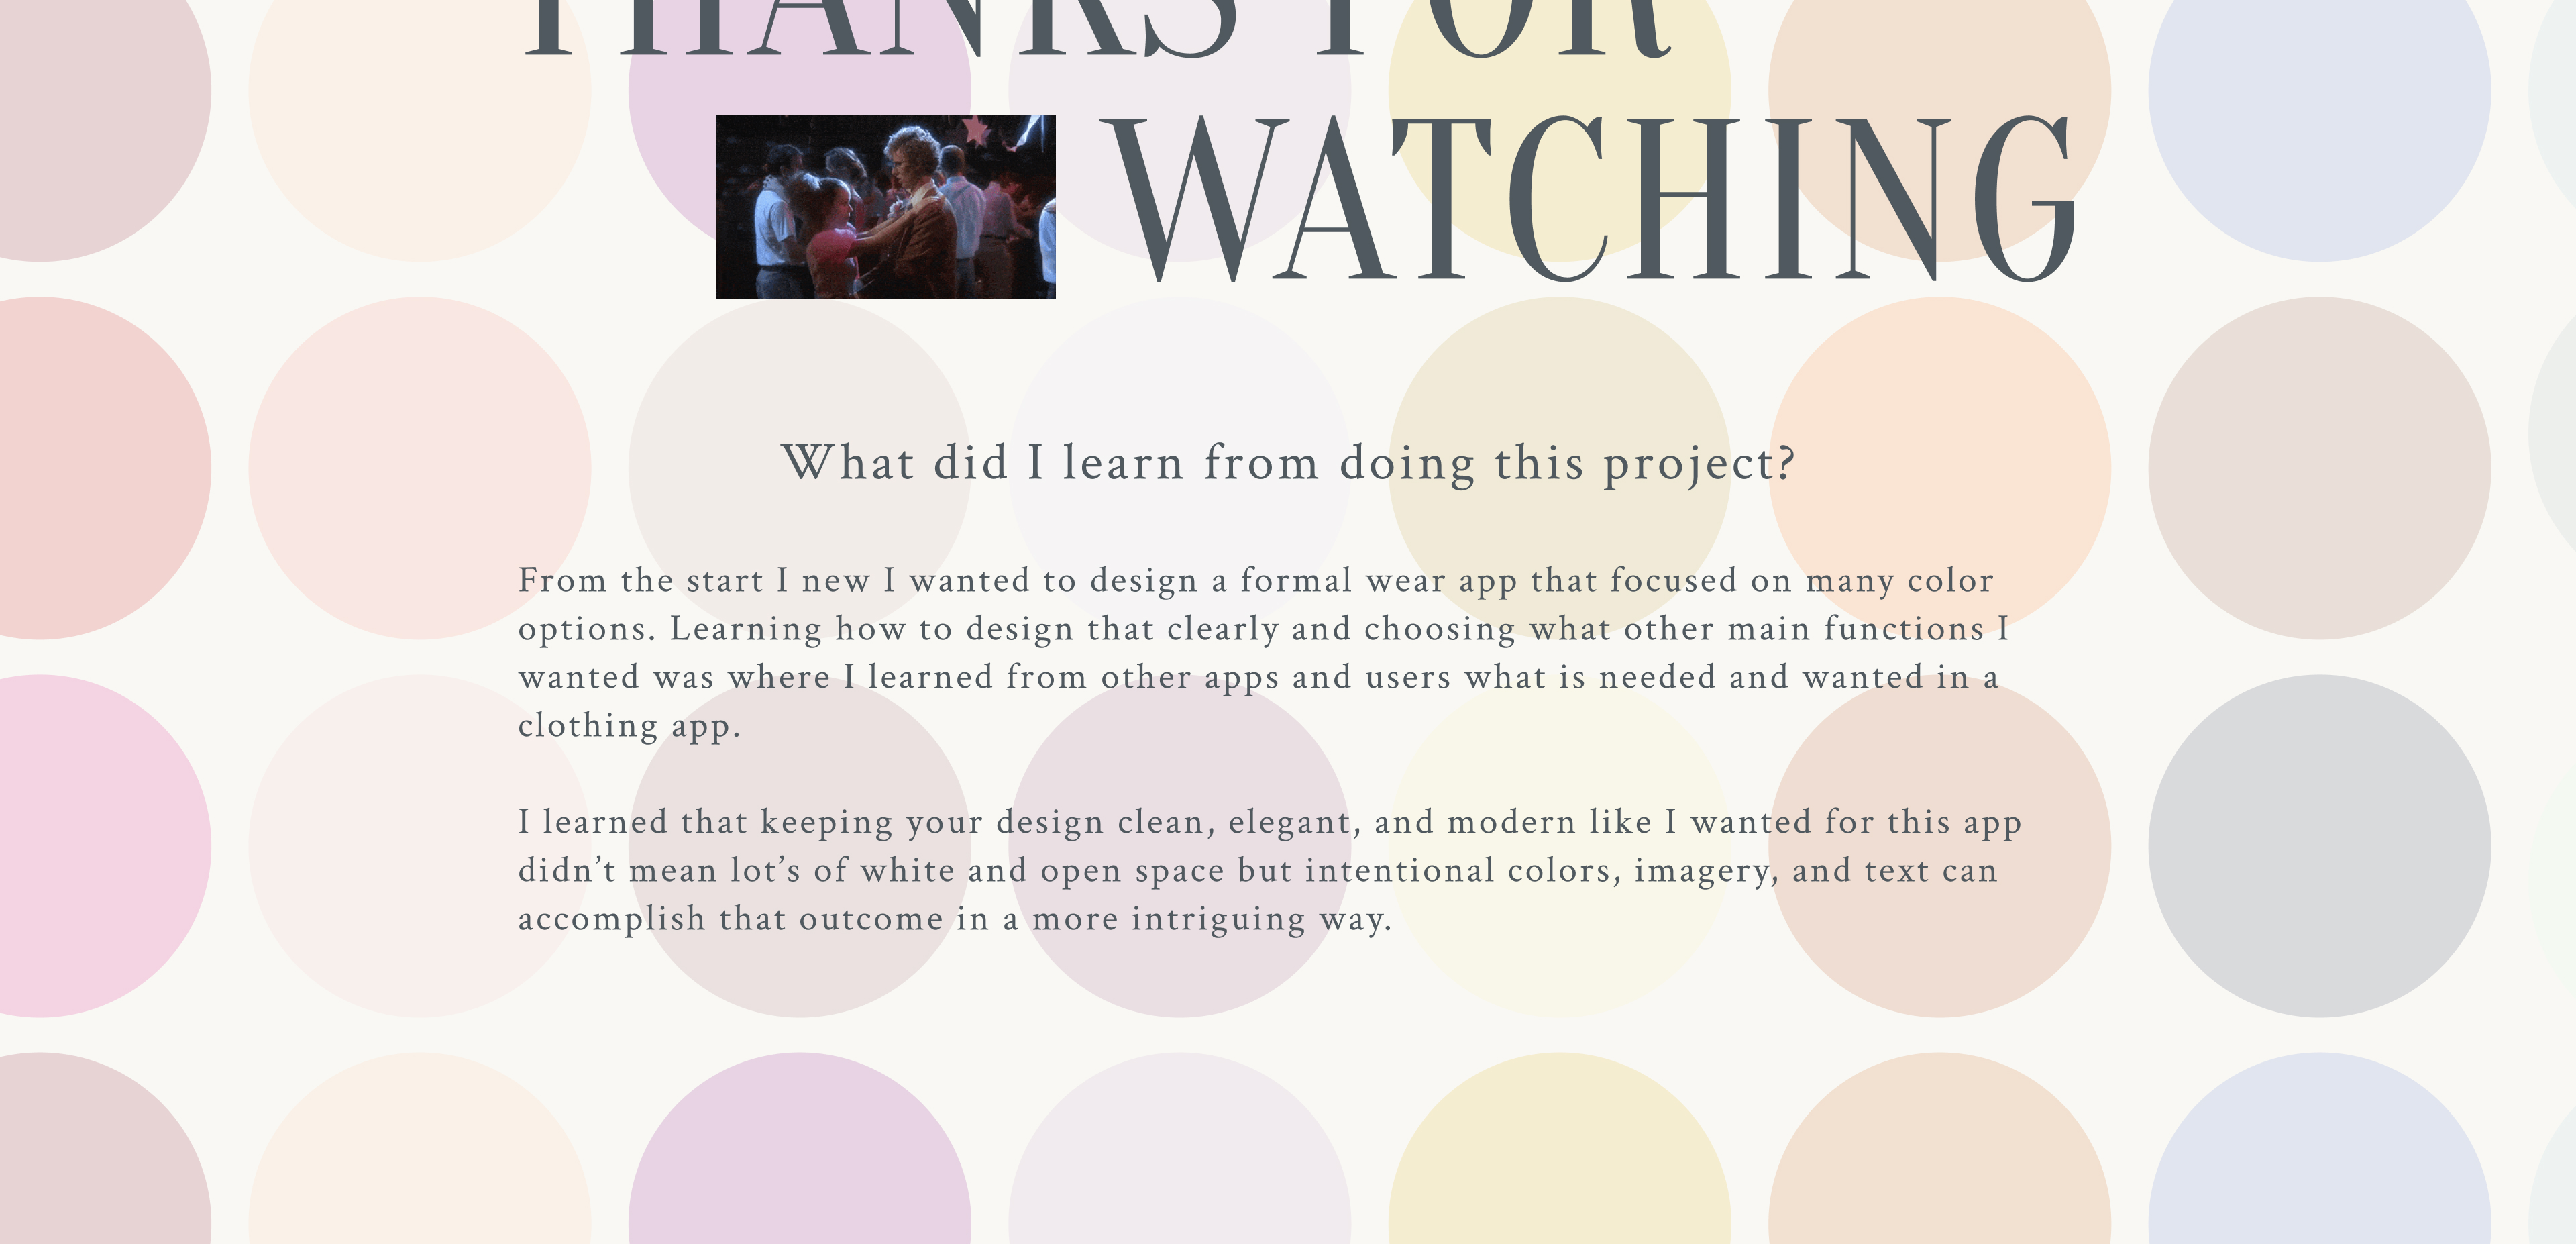 THANKS FOR
WATCHING
What did I learn from doing this project?
From the start I new I wanted to design a formal wear app that focused on many color
options. Learning how to design that clearly and choosing what other main functions I
wanted was where I learned from other apps and users what is needed and wanted in a
clothing app.
I learned that keeping your design clean, elegant, and modern like I wanted for this app
didn’t mean lot’s of white and open space but intentional colors, imagery, and text can
accomplish that outcome in a more intriguing way.